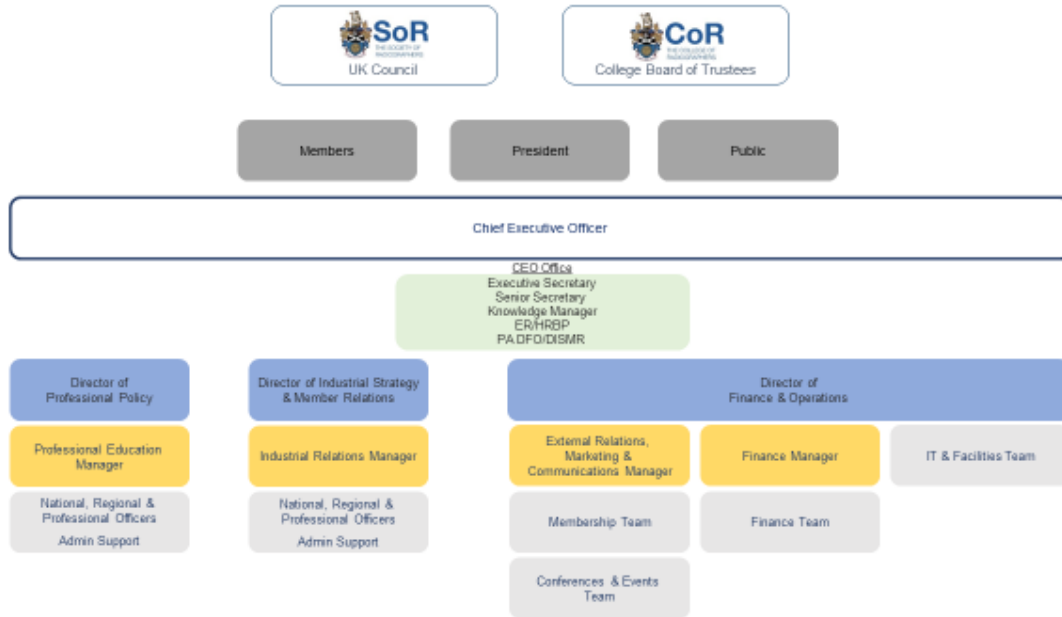 SoR
THE SOCIETY OF
RADIOGRAPHERS
UK Council
CoR
THE COLLEGE OF
RADIOGRAPHERS
College Board of Trustees
Members
President
Public
Chief Executive Officer
CEO Office
Executive Secretary
Senior Secretary
Knowledge Manager
ER/HRBP
PA DFO/DISMR
Director of
Professional Policy
Director of Industrial Strategy
& Member Relations
Director of
Finance & Operations
Professional Education
Manager
Industrial Relations Manager
External Relations,
Marketing &
Communications Manager
Finance Manager
IT & Facilities Team
National, Regional &
Professional Officers
Admin Support
National, Regional &
Professional Officers
Admin Support
Membership Team
Finance Team
Conferences & Events
Team